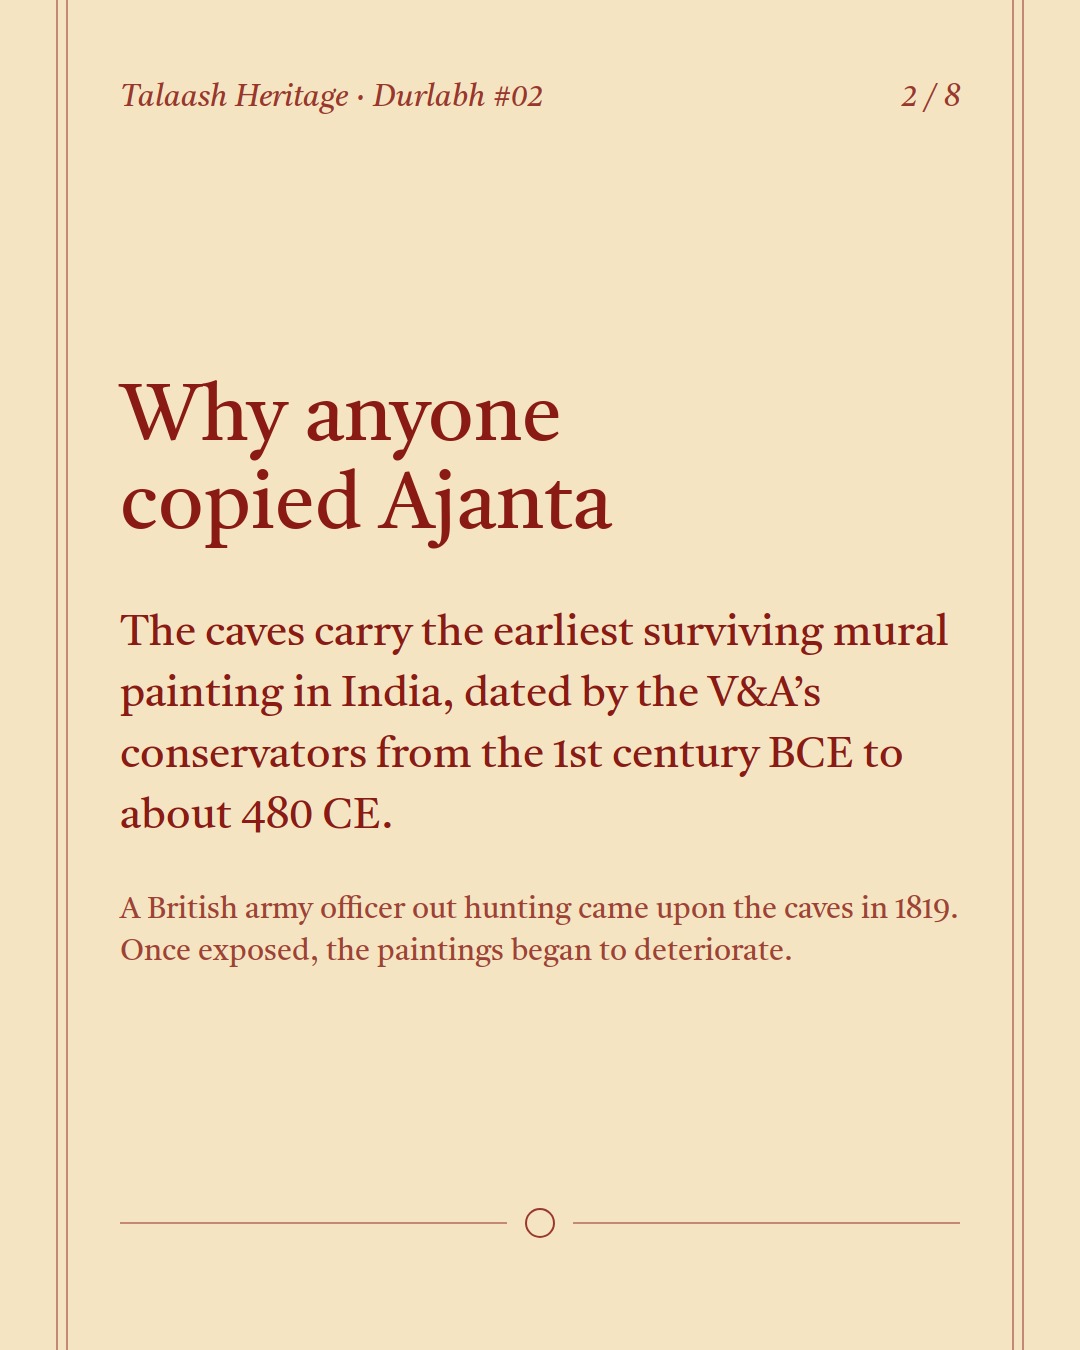 Talaash Heritage · Durlabh #02
2 / 8
Why anyone
copied Ajanta
The caves carry the earliest surviving mural
painting in India, dated by the V&A’s
conservators from the 1st century BCE to
about 480 CE.
A British army officer out hunting came upon the caves in 1819.
Once exposed, the paintings began to deteriorate.